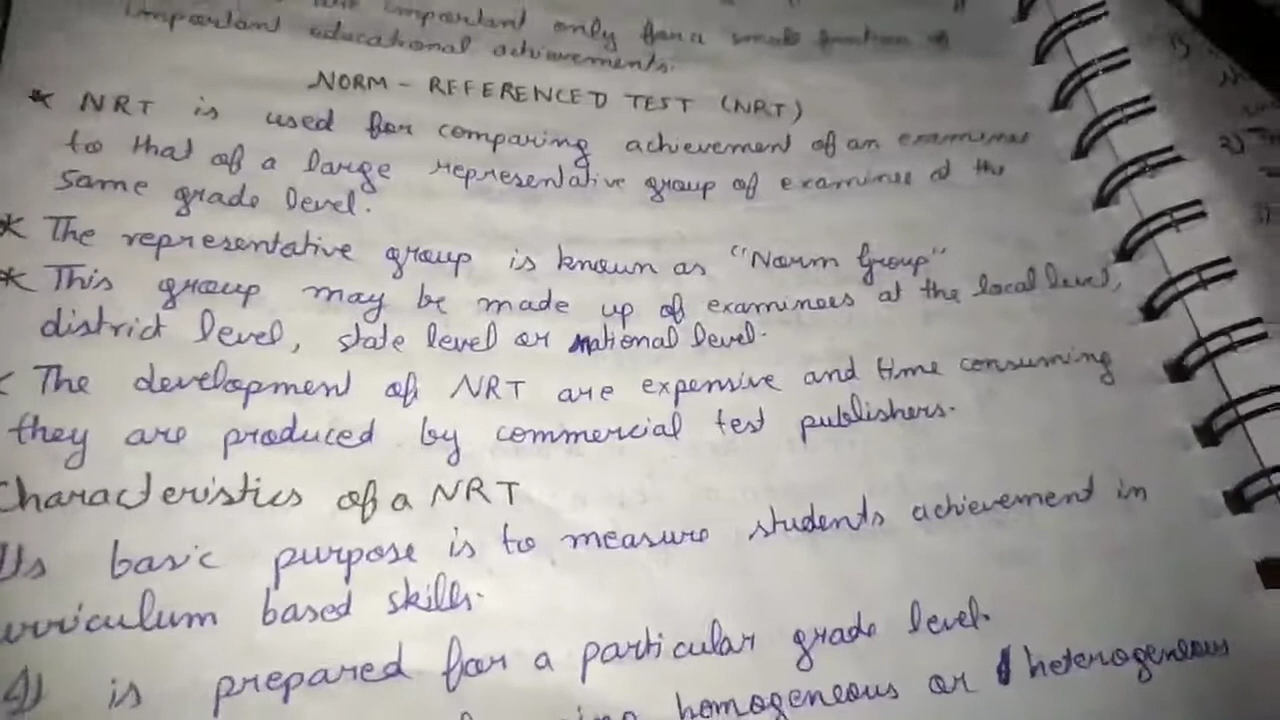 important only for a small
important educational achievements.
NORM - REFERENCED TEST (NRT)
* NRT is used for comparing achievement of an examinee
to that of a large representative group of examinee at the
same grade level.
* The representative group is known as "Norm Group"
* This group may be made up of examinees at the local level,
district level, state level or national level.
The development of NRT are expensive and time consuming
they are produced by commercial test publishers.
Characteristics of a NRT
Its basic purpose is to measure students achievement in
curriculum based skills.
It is prepared for a particular grade level.
homogeneous or heterogeneous
2)